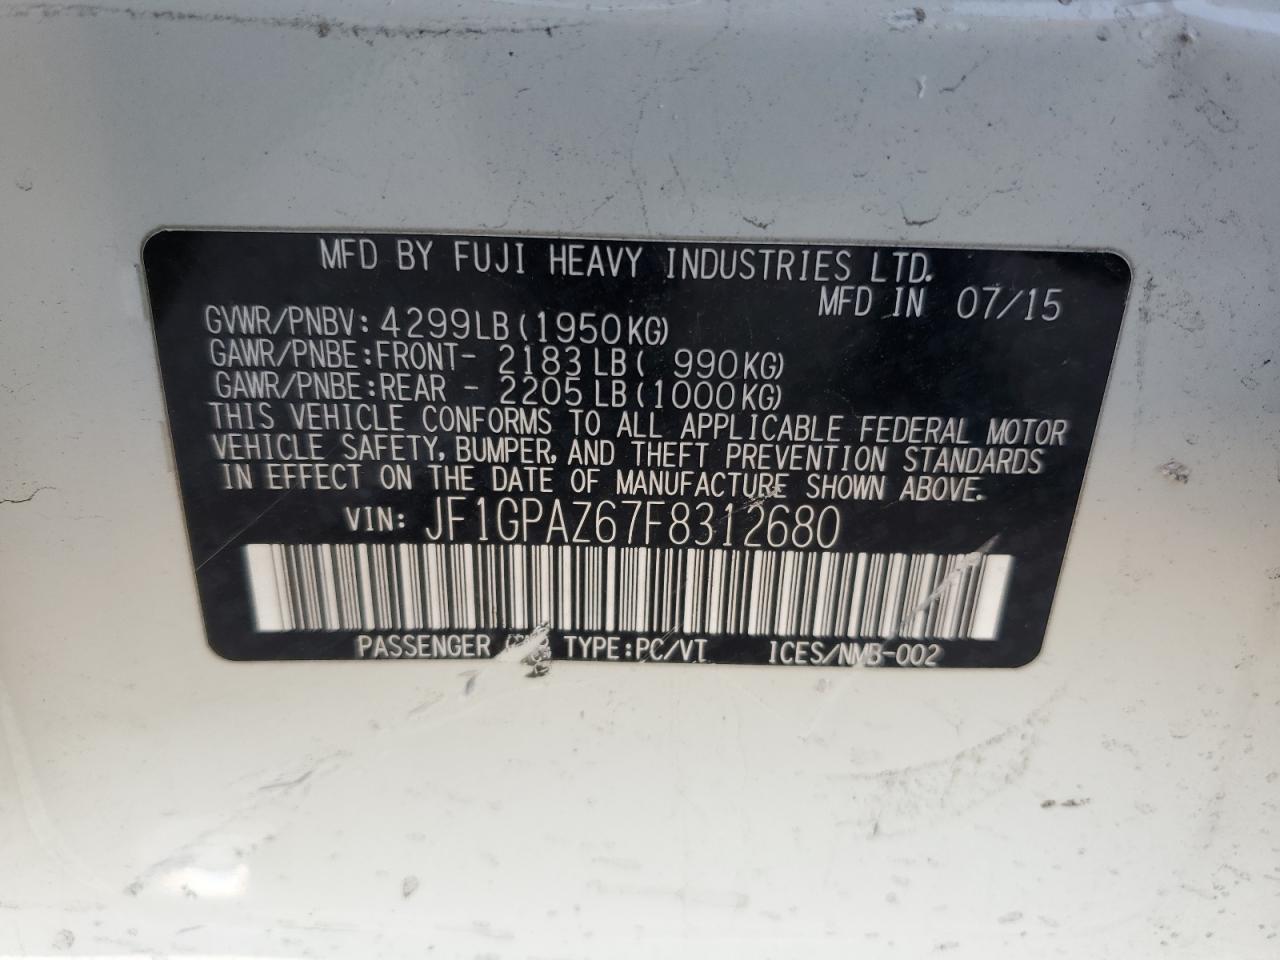 MFD BY FUJI HEAVY INDUSTRIES LTD.
MFD IN 07/15
GVWR/PNBV: 4299LB(1950KG)
GAWR/PNBE:FRONT- 2183LB( 990KG)
GAWR/PNBE:REAR - 2205LB(1000KG)
THIS VEHICLE CONFORMS TO ALL APPLICABLE FEDERAL MOTOR
VEHICLE SAFETY, BUMPER, AND THEFT PREVENTION STANDARDS
IN EFFECT ON THE DATE OF MANUFACTURE SHOWN ABOVE.
VIN: JF1GPAZ67F8312680
PASSENGER TYPE:PC/VT ICES/NMB-002